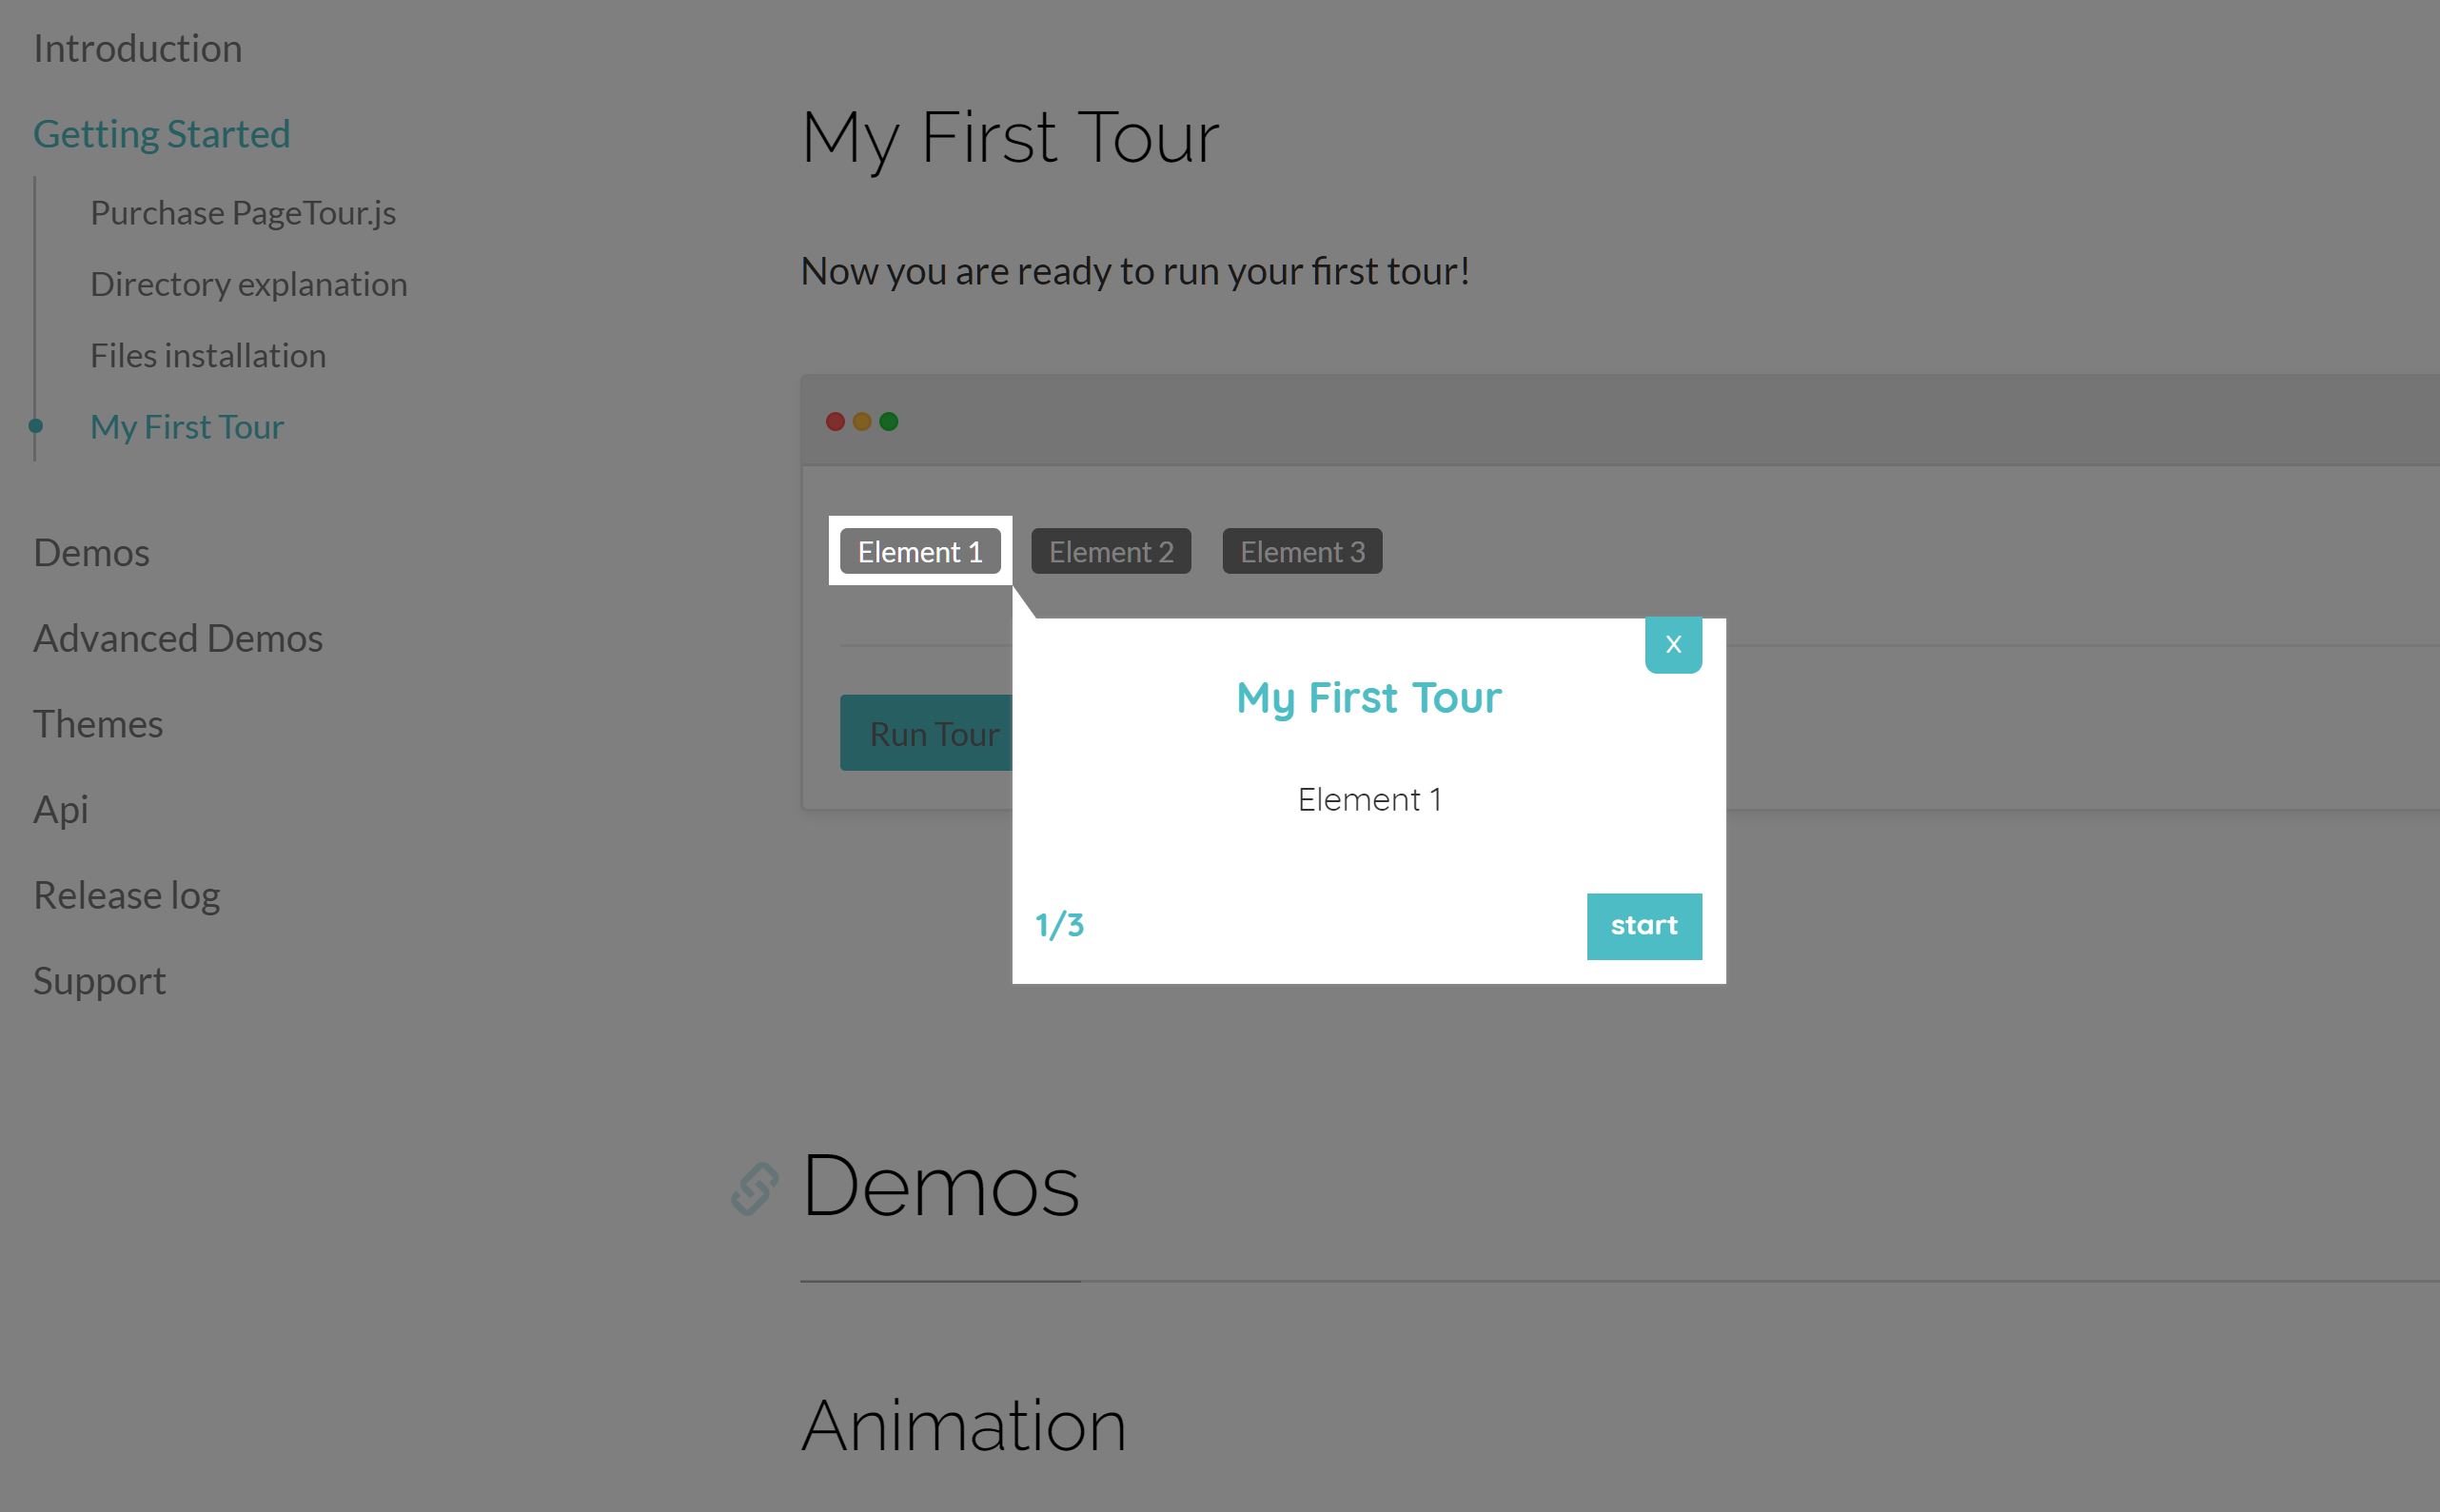 Introduction
Getting Started
Purchase PageTour.js
Directory explanation
Files installation
My First Tour
Demos
Advanced Demos
Themes
Api
Release log
Support
My First Tour
Now you are ready to run your first tour!
Element 1
Element 2
Element 3
Run Tour
x
My First Tour
Element 1
1/3
start
Demos
Animation